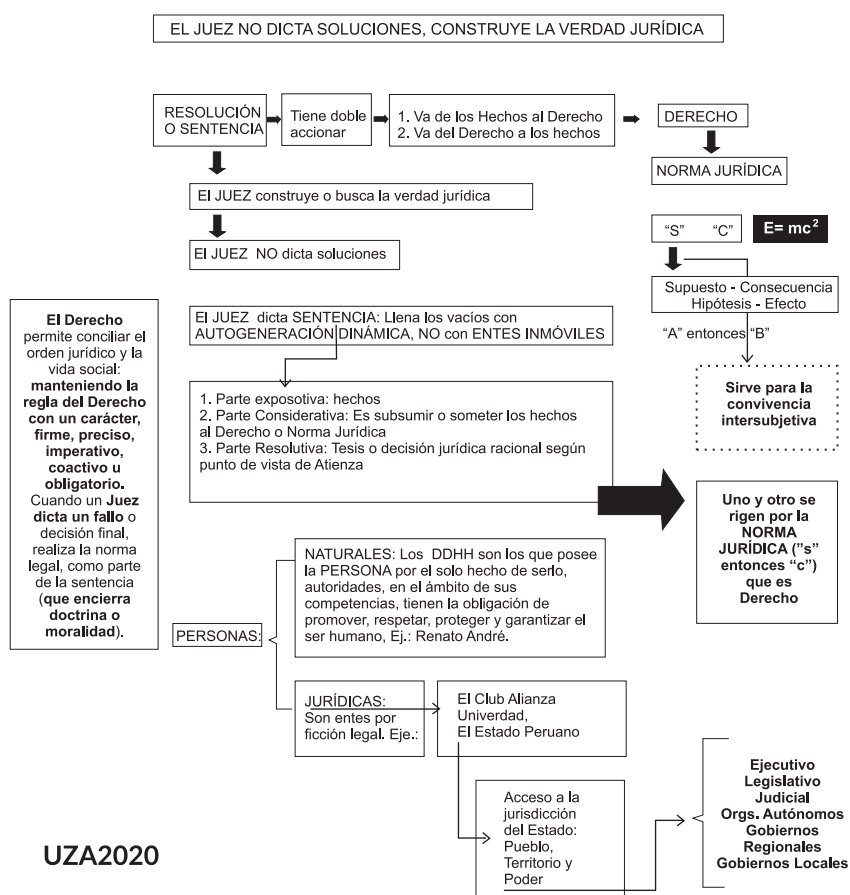 EL JUEZ NO DICTA SOLUCIONES, CONSTRUYE LA VERDAD JURÍDICA
RESOLUCIÓN
O SENTENCIA
Tiene doble
accionar
1. Va de los Hechos al Derecho
2. Va del Derecho a los hechos
DERECHO
NORMA JURÍDICA
El JUEZ construye o busca la verdad jurídica
El JUEZ NO dicta soluciones
“S” “C”
E= mc²
Supuesto - Consecuencia
Hipótesis - Efecto
“A” entonces “B”
Sirve para la
convivencia
intersubjetiva
El Derecho
permite conciliar el
orden jurídico y la
vida social:
manteniendo la
regla del Derecho
con un carácter,
firme, preciso,
imperativo,
coactivo u
obligatorio.
Cuando un Juez
dicta un fallo o
decisión final,
realiza la norma
legal, como parte
de la sentencia
(que encierra
doctrina o
moralidad).
El JUEZ dicta SENTENCIA: Llena los vacíos con
AUTOGENERACIÓN DINÁMICA, NO con ENTES INMÓVILES
1. Parte exposotiva: hechos
2. Parte Considerativa: Es subsumir o someter los hechos
al Derecho o Norma Jurídica
3. Parte Resolutiva: Tesis o decisión jurídica racional según
punto de vista de Atienza
Uno y otro se
rigen por la
NORMA
JURÍDICA (”s”
entonces “c”)
que es
Derecho
PERSONAS:
NATURALES: Los DDHH son los que posee
la PERSONA por el solo hecho de serlo,
autoridades, en el ámbito de sus
competencias, tienen la obligación de
promover, respetar, proteger y garantizar el
ser humano, Ej.: Renato André.
JURÍDICAS:
Son entes por
ficción legal. Eje.:
El Club Alianza
Univerdad,
El Estado Peruano
Acceso a la
jurisdicción
del Estado:
Pueblo,
Territorio y
Poder
Ejecutivo
Legislativo
Judicial
Orgs. Autónomos
Gobiernos
Regionales
Gobiernos Locales
UZA2020